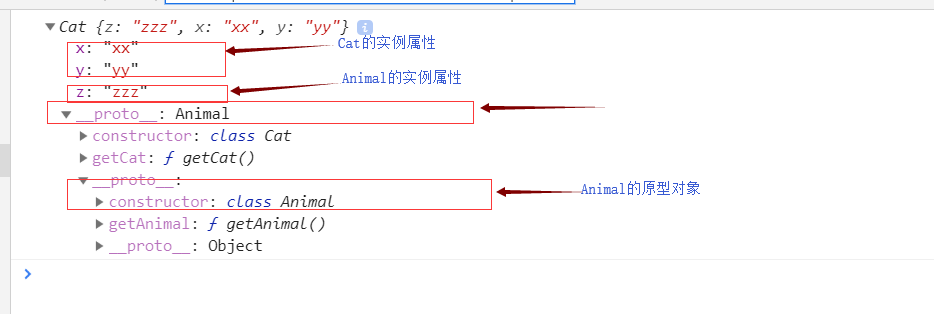 ▼Cat {z: "zzz", x: "xx", y: "yy"} i
x: "xx"
Cat的实例属性
y: "yy"
Animal的实例属性
z: "zzz"
▼__proto__: Animal
▶constructor: class Cat
▶getCat: ƒ getCat()
▼__proto__:
Animal的原型对象
▶constructor: class Animal
▶getAnimal: ƒ getAnimal()
▶__proto__: Object
>